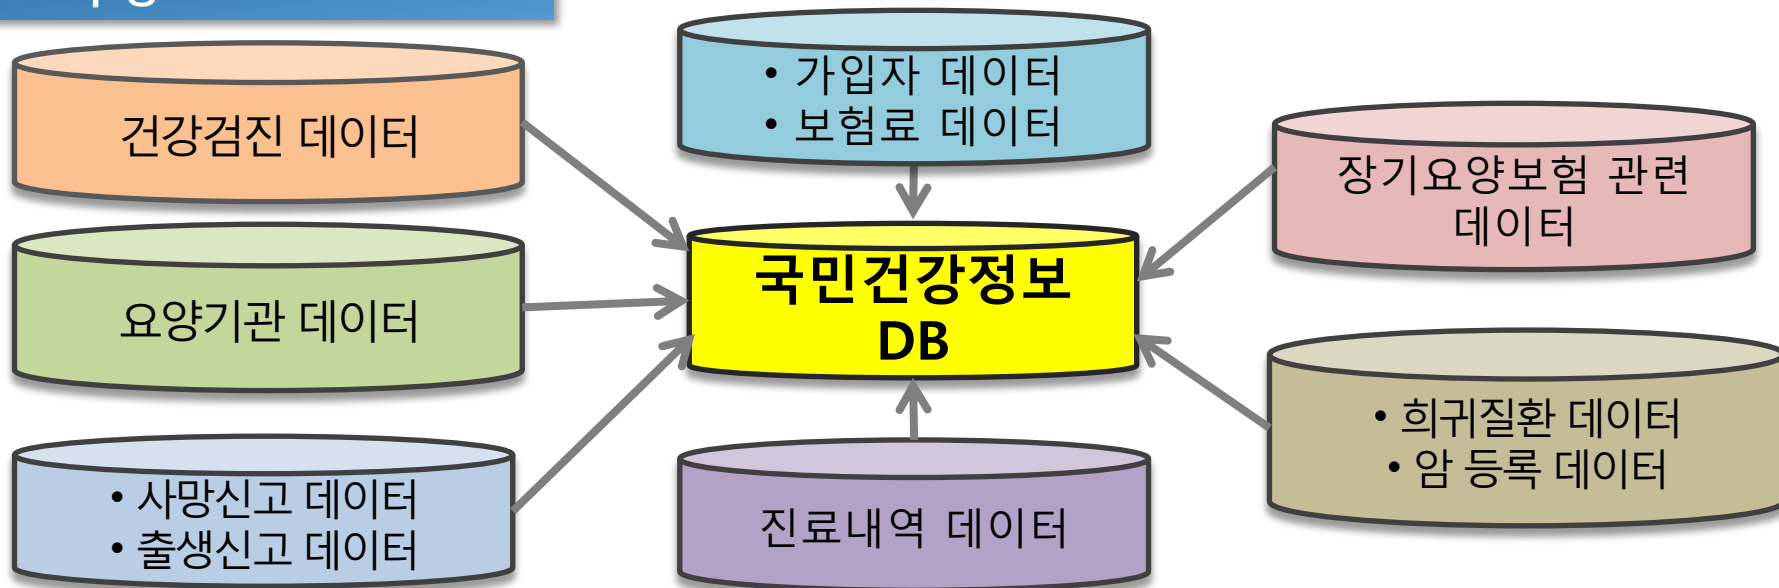 건강검진 데이터
• 가입자 데이터
• 보험료 데이터
장기요양보험 관련
데이터
요양기관 데이터
국민건강정보
DB
• 희귀질환 데이터
• 암 등록 데이터
• 사망신고 데이터
• 출생신고 데이터
진료내역 데이터